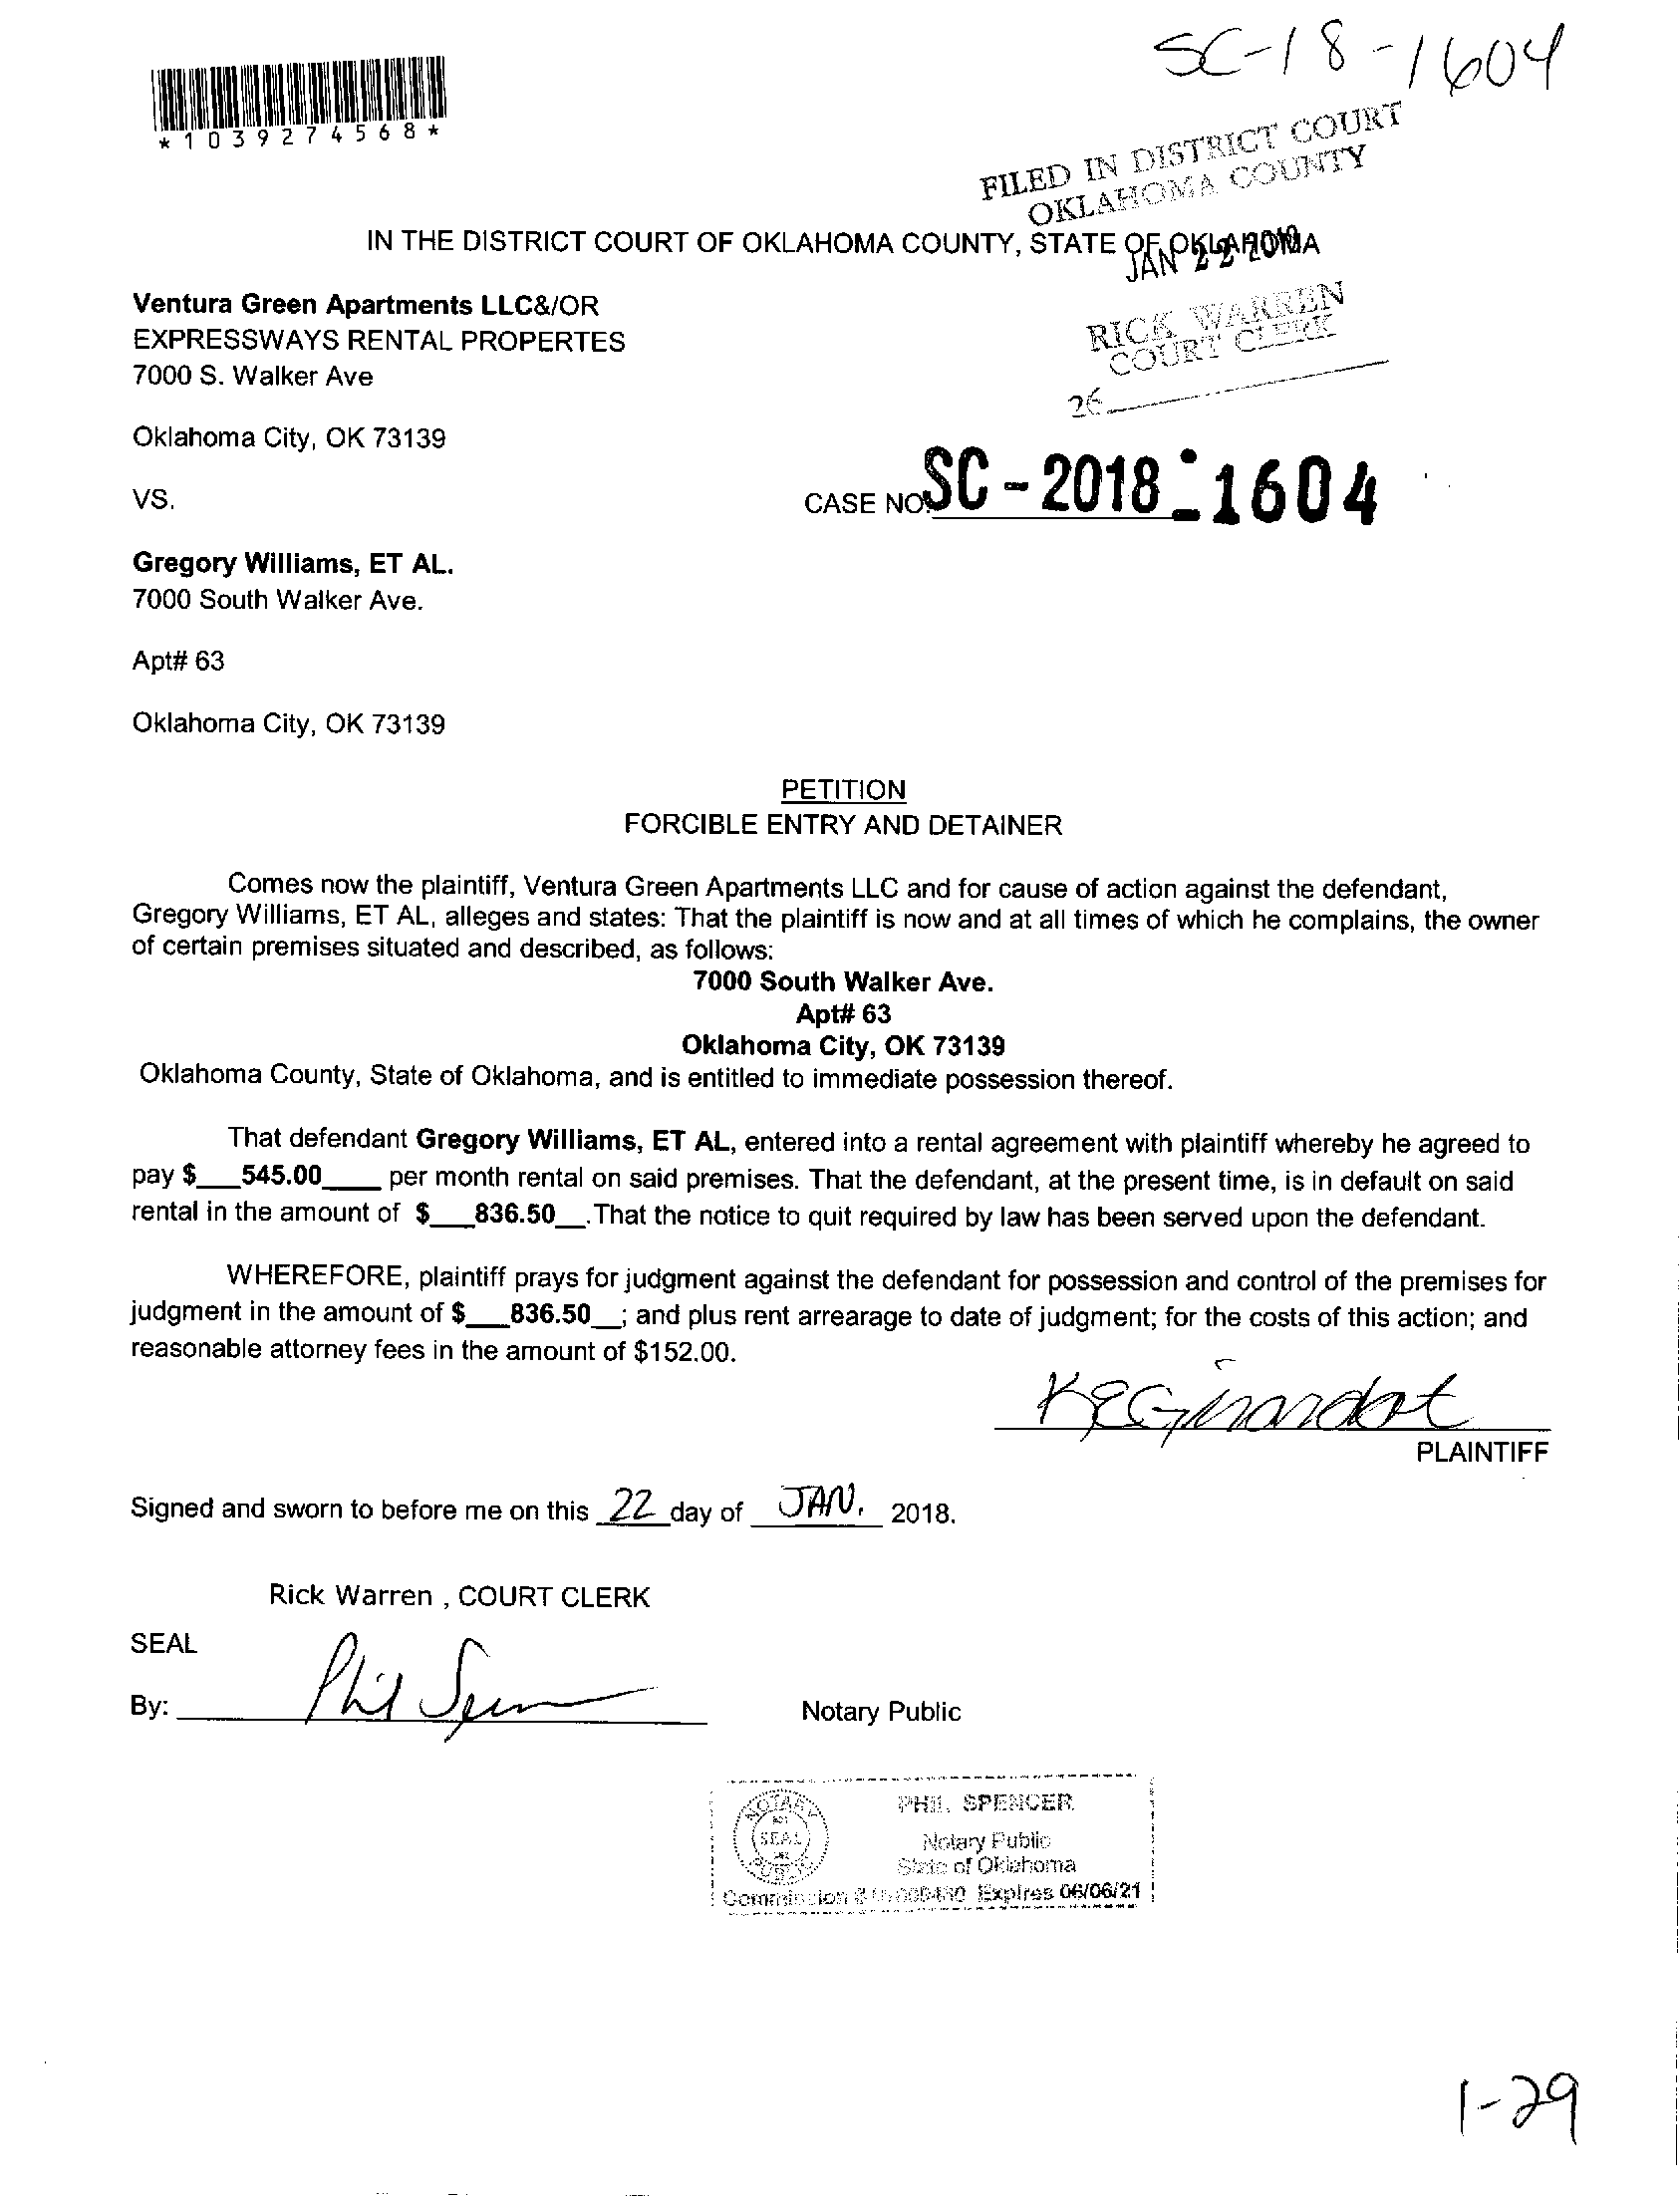 SC-18-1604
*1039274568*
FILED IN DISTRICT COURT
OKLAHOMA COUNTY
IN THE DISTRICT COURT OF OKLAHOMA COUNTY, STATE OF OKLAHOMA
JAN 22 2018
Ventura Green Apartments LLC&/OR
EXPRESSWAYS RENTAL PROPERTES
RICK WARREN
COURT CLERK
7000 S. Walker Ave
26
Oklahoma City, OK 73139
VS.
CASE NO. SC-2018-1604
Gregory Williams, ET AL.
7000 South Walker Ave.
Apt# 63
Oklahoma City, OK 73139
PETITION
FORCIBLE ENTRY AND DETAINER
Comes now the plaintiff, Ventura Green Apartments LLC and for cause of action against the defendant,
Gregory Williams, ET AL, alleges and states: That the plaintiff is now and at all times of which he complains, the owner
of certain premises situated and described, as follows:
7000 South Walker Ave.
Apt# 63
Oklahoma City, OK 73139
Oklahoma County, State of Oklahoma, and is entitled to immediate possession thereof.
That defendant Gregory Williams, ET AL, entered into a rental agreement with plaintiff whereby he agreed to
pay $___545.00____ per month rental on said premises. That the defendant, at the present time, is in default on said
rental in the amount of $___836.50__.That the notice to quit required by law has been served upon the defendant.
WHEREFORE, plaintiff prays for judgment against the defendant for possession and control of the premises for
judgment in the amount of $___836.50__; and plus rent arrearage to date of judgment; for the costs of this action; and
reasonable attorney fees in the amount of $152.00.
PLAINTIFF
Signed and sworn to before me on this 22 day of JAN. 2018.
Rick Warren , COURT CLERK
SEAL
By: Phil Spencer
Notary Public
NOTARY
SEAL
PUBLIC
PHIL SPENCER
Notary Public
State of Oklahoma
Commission # Expires 06/06/21
1-29